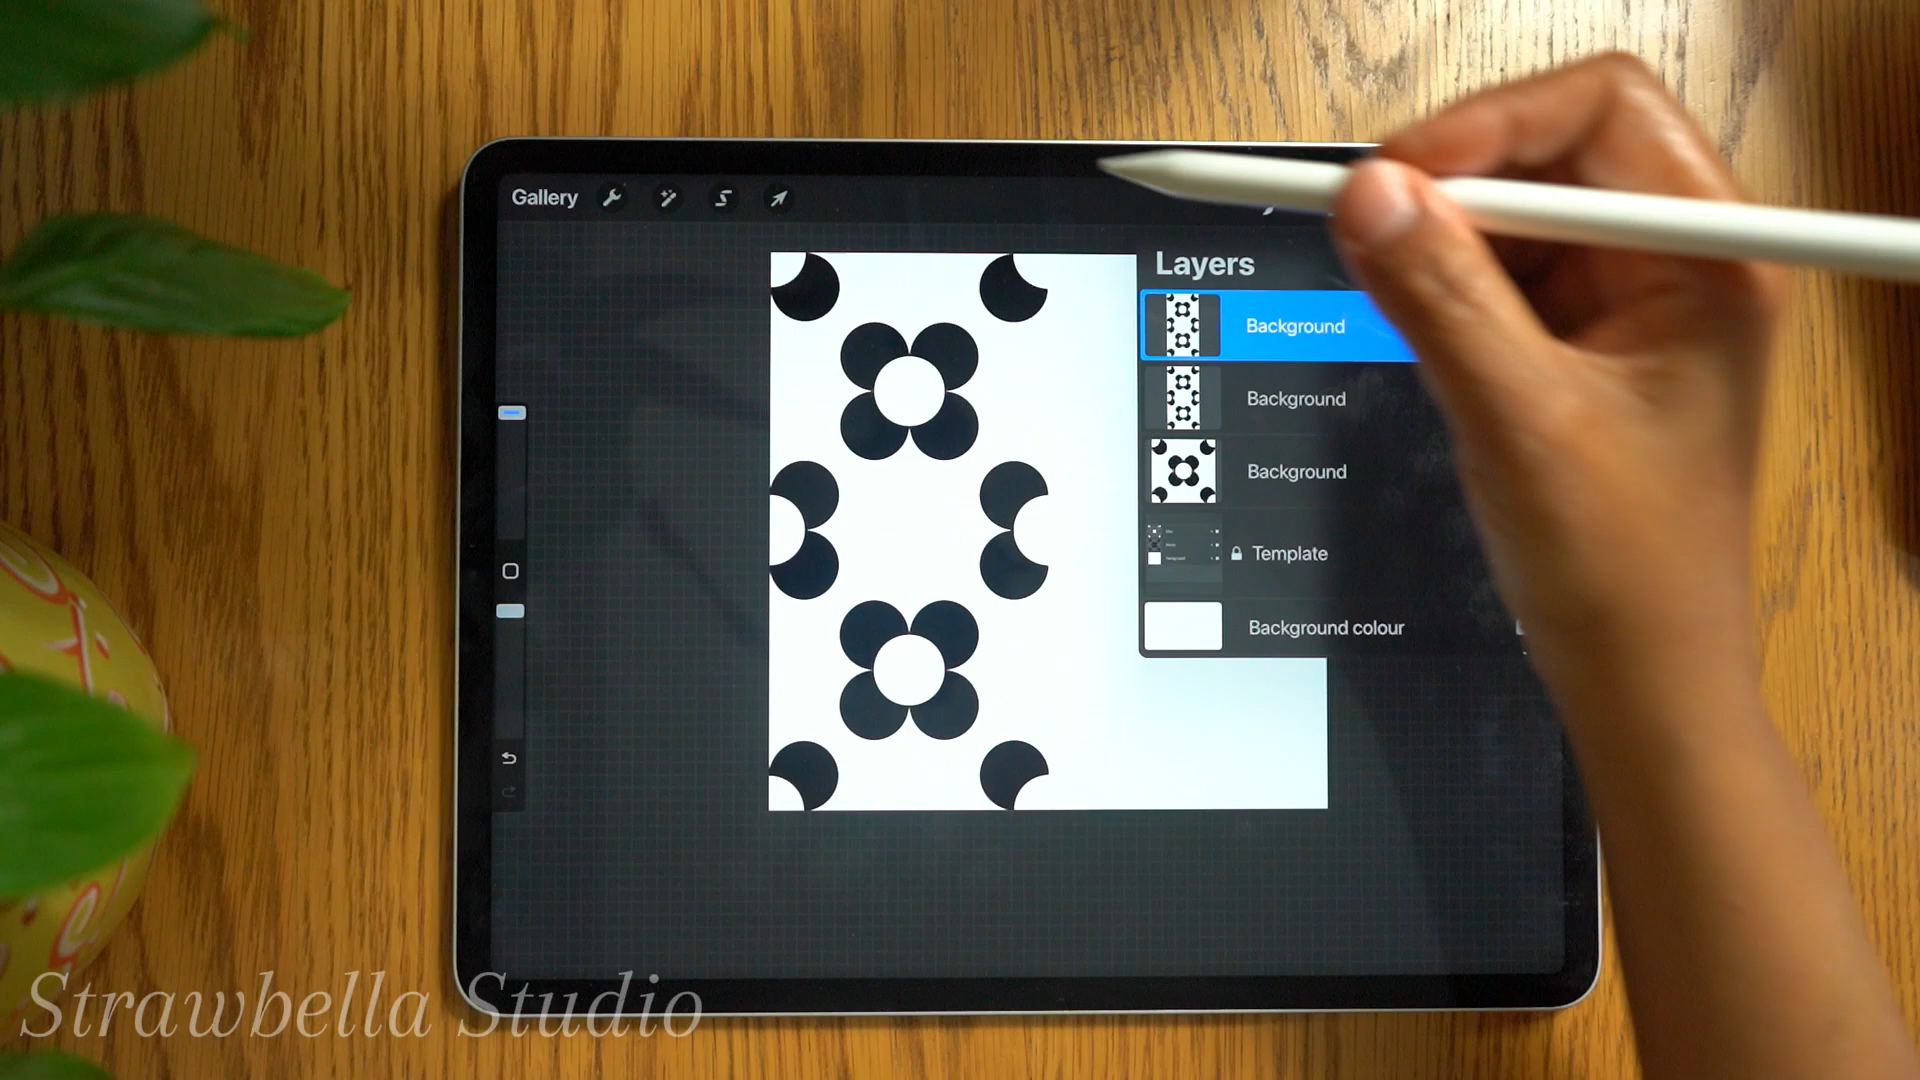 Gallery
Layers
Background
Background
Background
Template
Background colour
Strawbella Studio